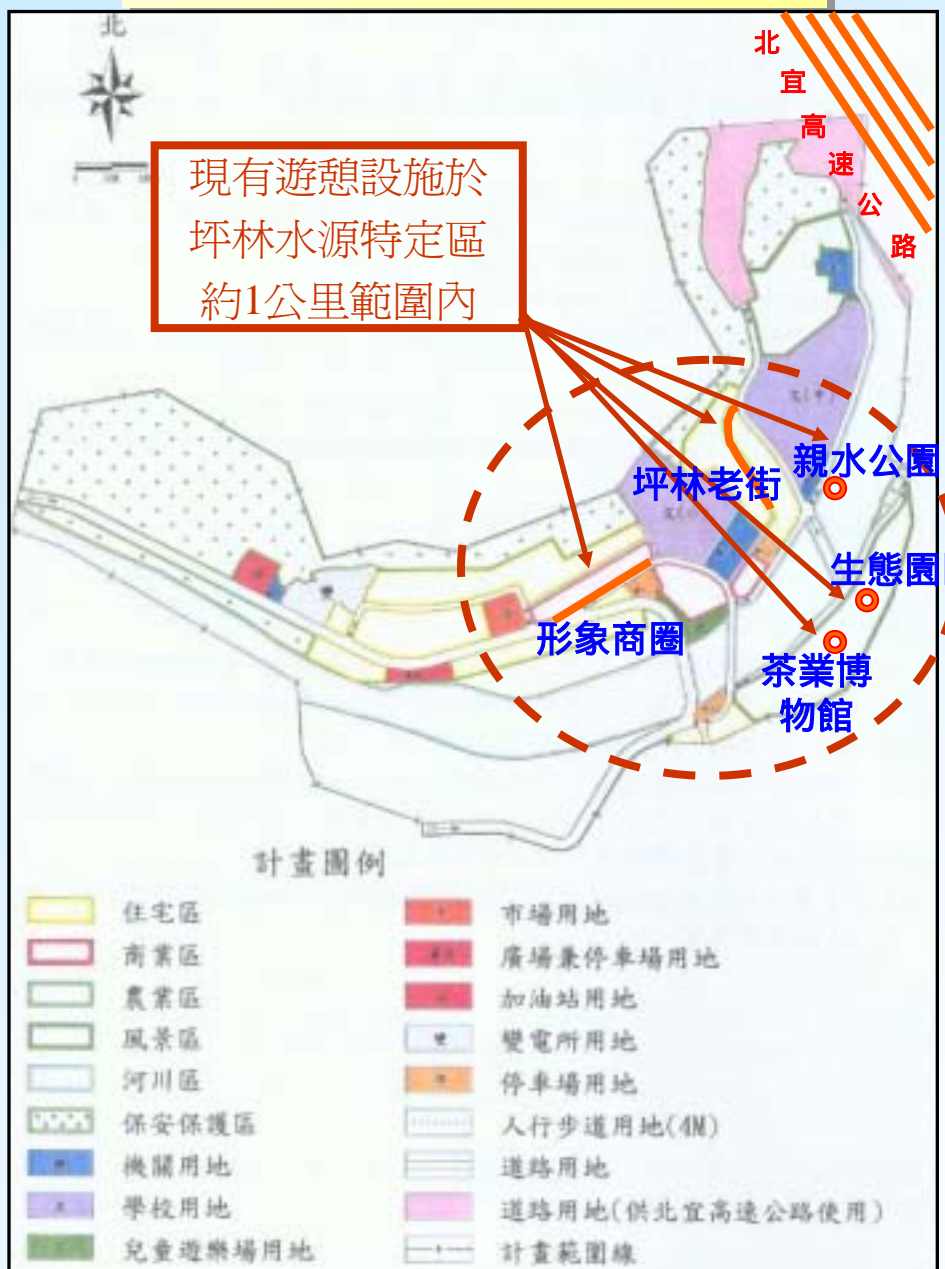 北
北
宜
高
速
公
路
現有遊憩設施於
坪林水源特定區
約1公里範圍內
文(中)
親水公園
坪林老街
生態園
形象商圈
茶業博
物館
計畫圖例
住宅區
商業區
農業區
風景區
河川區
保安保護區
機關用地
學校用地
兒童遊樂場用地
市場用地
廣場兼停車場用地
加油站用地
變電所用地
停車場用地
人行步道用地(4M)
道路用地
道路用地(供北宜高速公路使用)
計畫範圍線